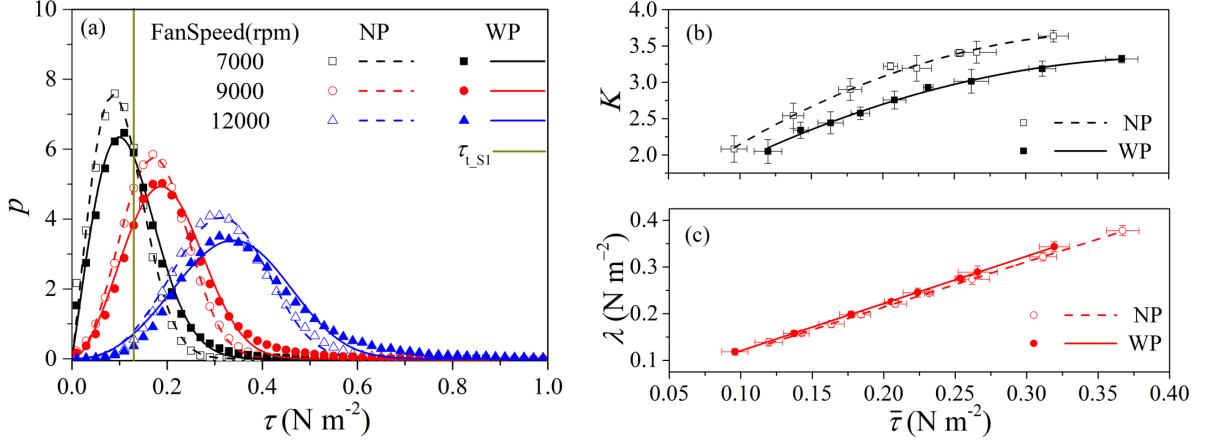 (a)
FanSpeed(rpm) NP WP
7000
9000
12000
τt_S1
10
8
6
4
2
0
p
0.0 0.2 0.4 0.6 0.8 1.0
τ (N m-2)
(b)
3.5
3.0
2.5
2.0
K
NP
WP
(c)
0.4
0.3
0.2
0.1
λ (N m-2)
NP
WP
0.05 0.10 0.15 0.20 0.25 0.30 0.35 0.40
τ̄ (N m-2)